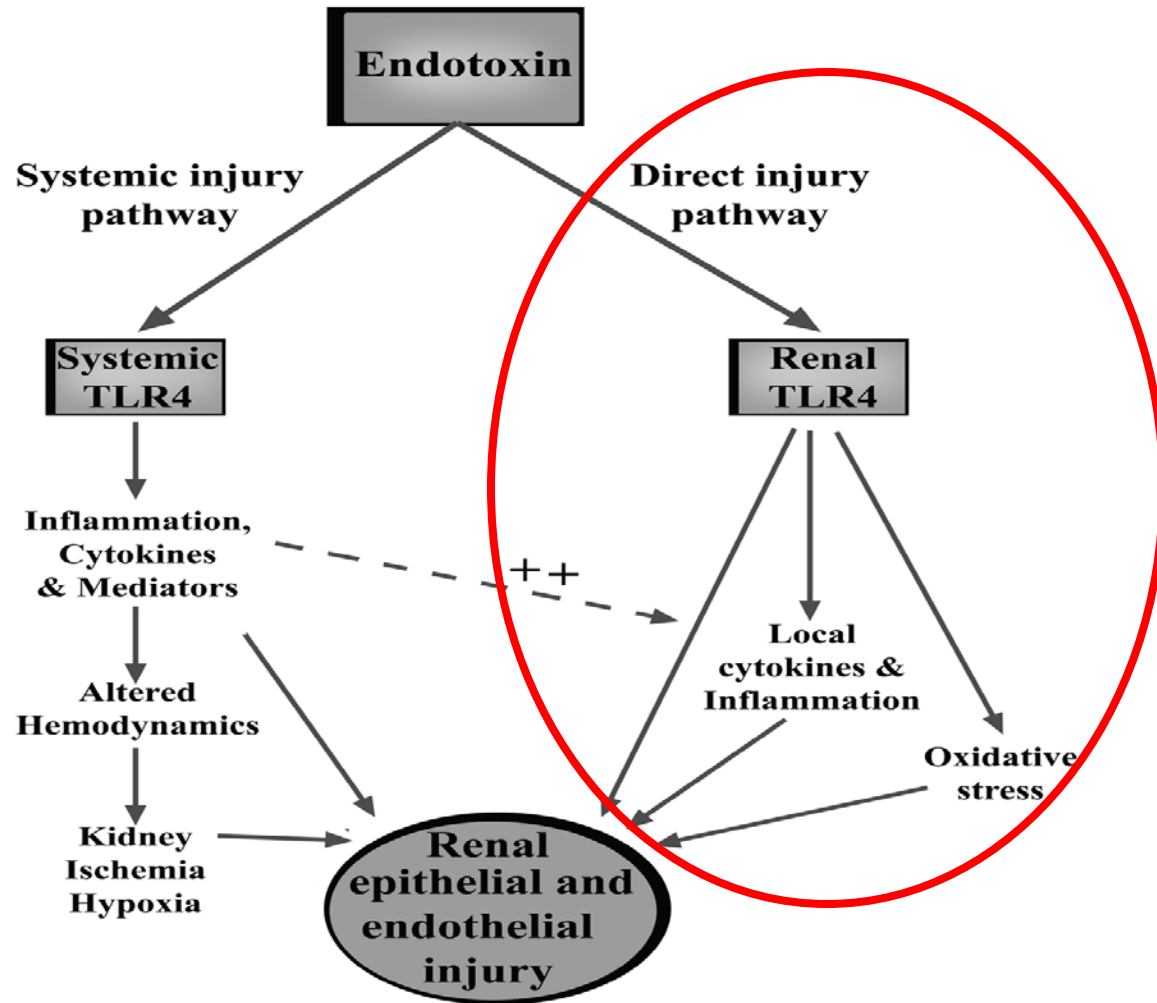 Endotoxin
Systemic injury
pathway
Direct injury
pathway
Systemic
TLR4
Renal
TLR4
Inflammation,
Cytokines
& Mediators
++
Local
cytokines &
Inflammation
Altered
Hemodynamics
Oxidative
stress
Kidney
Ischemia
Hypoxia
Renal
epithelial and
endothelial
injury